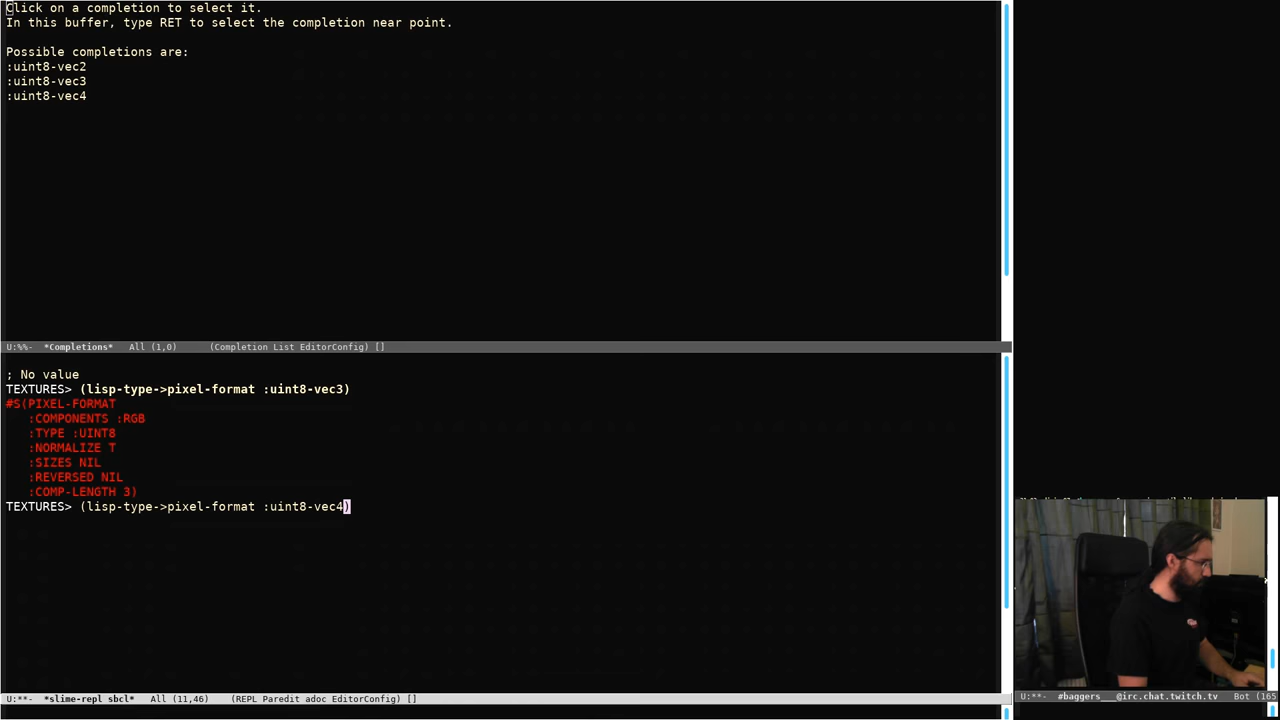 Click on a completion to select it.
In this buffer, type RET to select the completion near point.
Possible completions are:
:uint8-vec2
:uint8-vec3
:uint8-vec4
U:%%-  *Completions*   All (1,0)      (Completion List EditorConfig) []
; No value
TEXTURES> (lisp-type->pixel-format :uint8-vec3)
#S(PIXEL-FORMAT
   :COMPONENTS :RGB
   :TYPE :UINT8
   :NORMALIZE T
   :SIZES NIL
   :REVERSED NIL
   :COMP-LENGTH 3)
TEXTURES> (lisp-type->pixel-format :uint8-vec4)
U:**-  *slime-repl sbcl*   All (11,46)    (REPL Paredit adoc EditorConfig) []
U:**-  #baggers___@irc.chat.twitch.tv   Bot (165